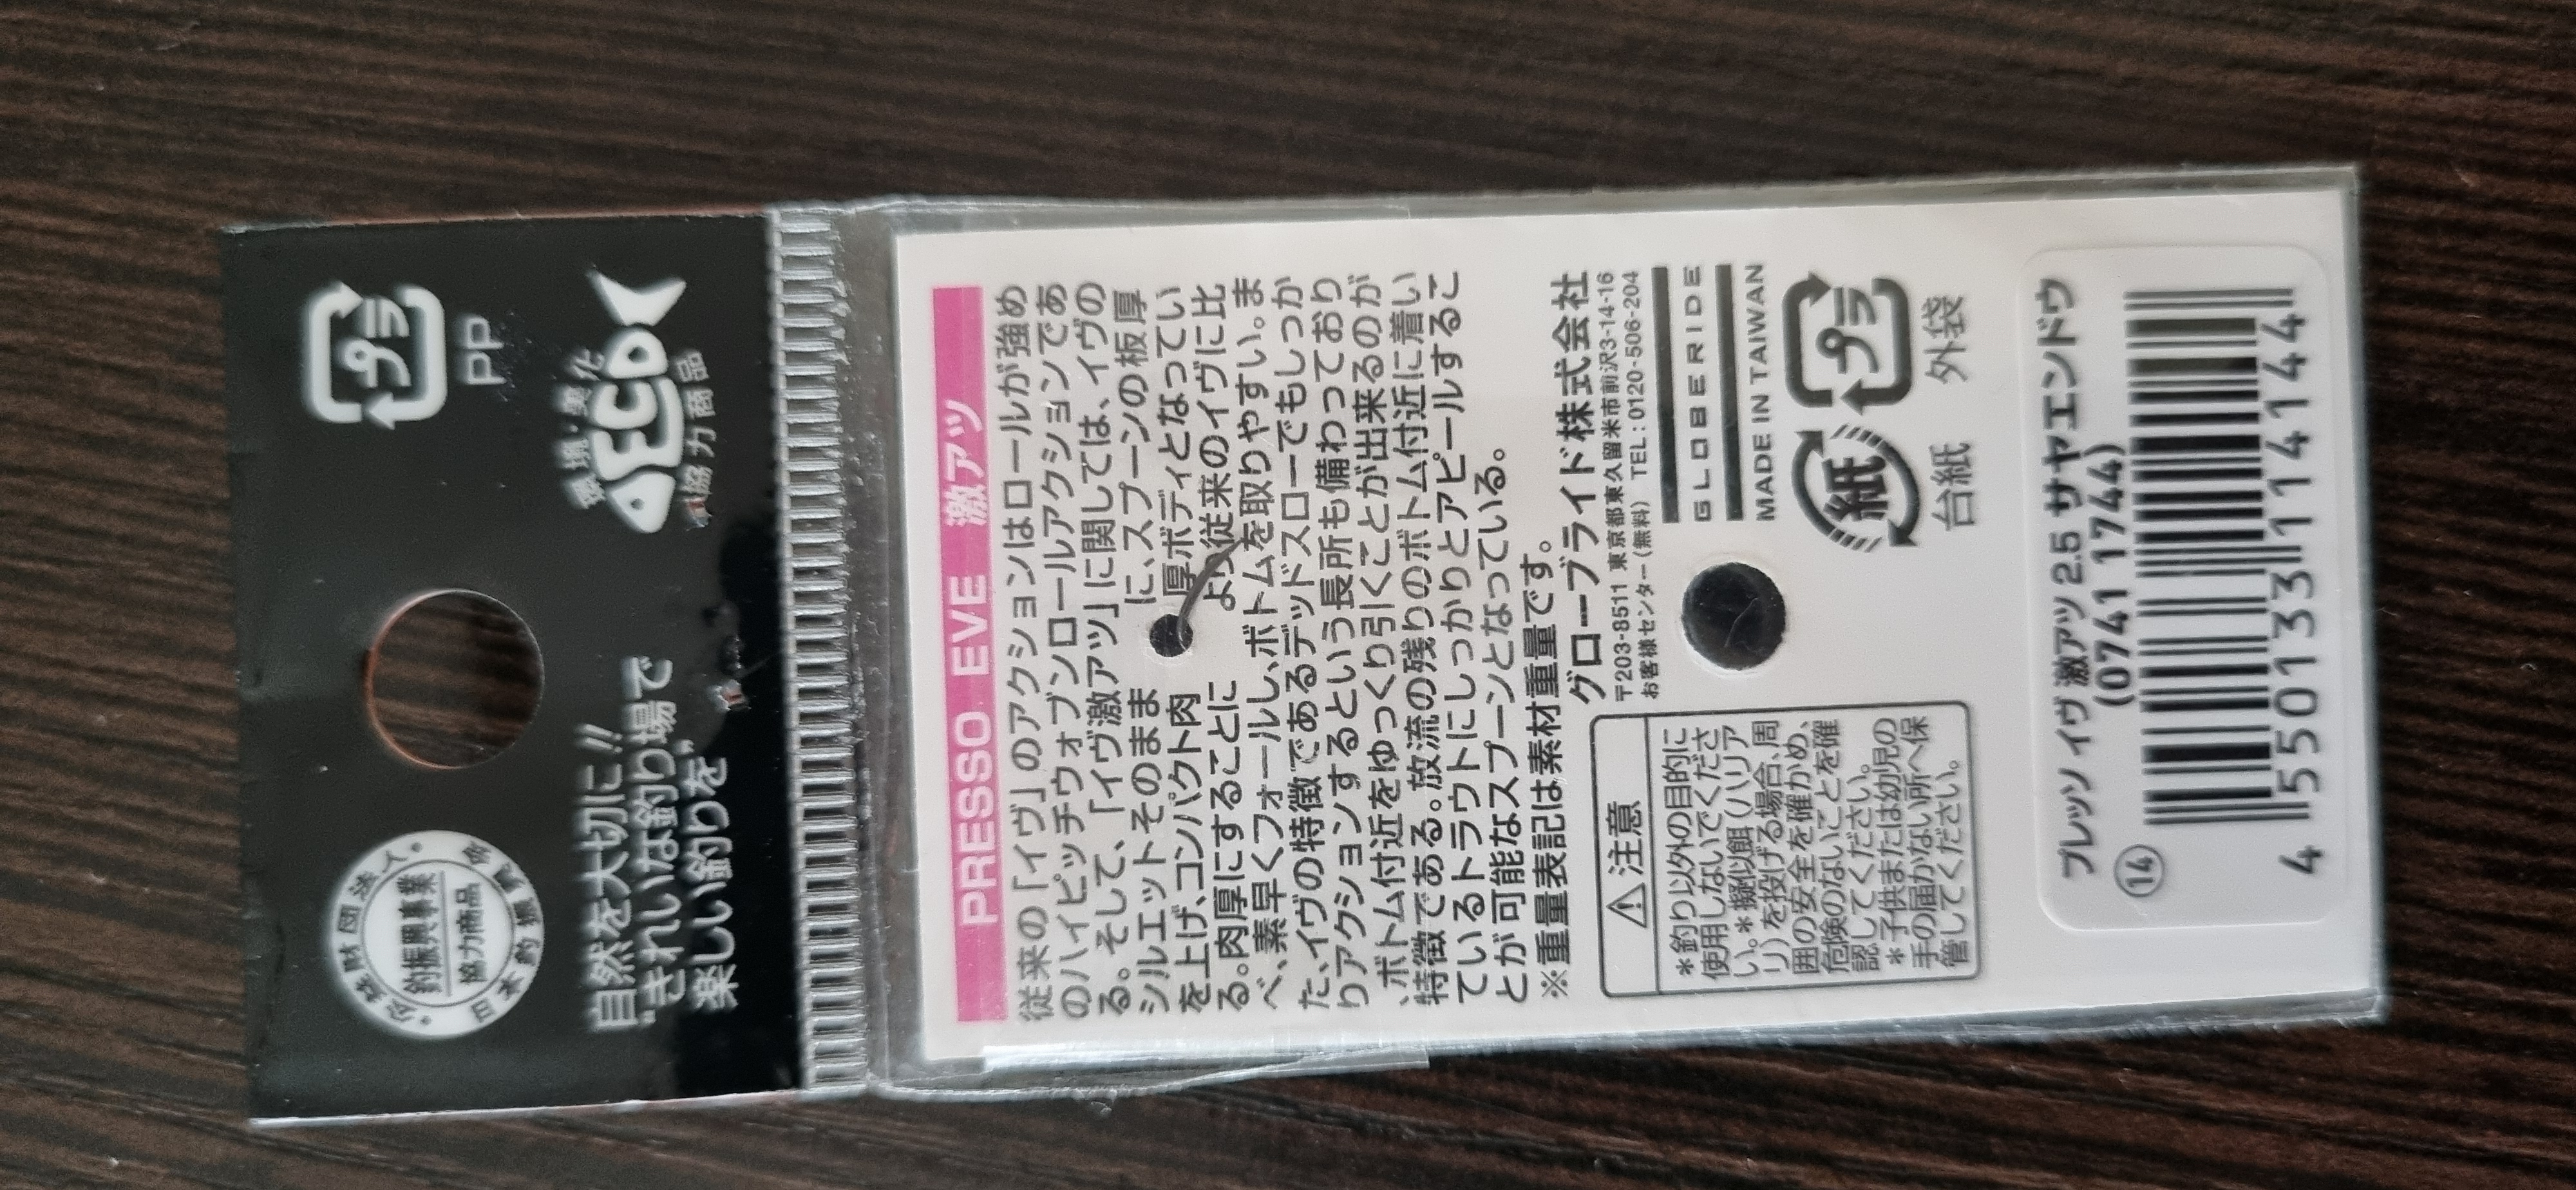 公益財団法人
釣振興事業
協力商品
日本釣振興会
プラ
PP
自然を大切に!!
“きれいな釣り場で
楽しい釣りを”
環境・美化
ECO
協力商品
PRESSO EVE 激アツ
従来の「イヴ」のアクションはロールが強め
のハイピッチウォブンロールアクションであ
る。そして、「イヴ激アツ」に関しては、イヴの
シルエットそのままに、スプーンの板厚
を上げ、コンパクト肉厚ボディとなってい
る。肉厚にすることにより従来のイヴに比
べ、素早くフォールし、ボトムを取りやすい。ま
た、イヴの特徴であるデッドスローでもしっか
りアクションするという長所も備わっており
、ボトム付近をゆっくり引くことが出来るのが
特徴である。放流の残りのボトム付近に着い
ているトラウトにしっかりとアピールするこ
とが可能なスプーンとなっている。
※重量表記は素材重量です。
グローブライド株式会社
〒203-8511 東京都東久留米市前沢3-14-16
お客様センター(無料) TEL:0120-506-204
⚠注意
*釣り以外の目的に
使用しないでくださ
い。*擬似餌(ハリア
リ)を投げる場合、周
囲の安全を確かめ、
危険のないことを確
認してください。
*子供または幼児の
手の届かない所へ保
管してください。
GLOBERIDE
MADE IN TAIWAN
紙
プラ
台紙 外袋
プレッソ イヴ 激アツ 2.5 サヤエンドウ
⑭ (0741 1744)
4 550133 114144